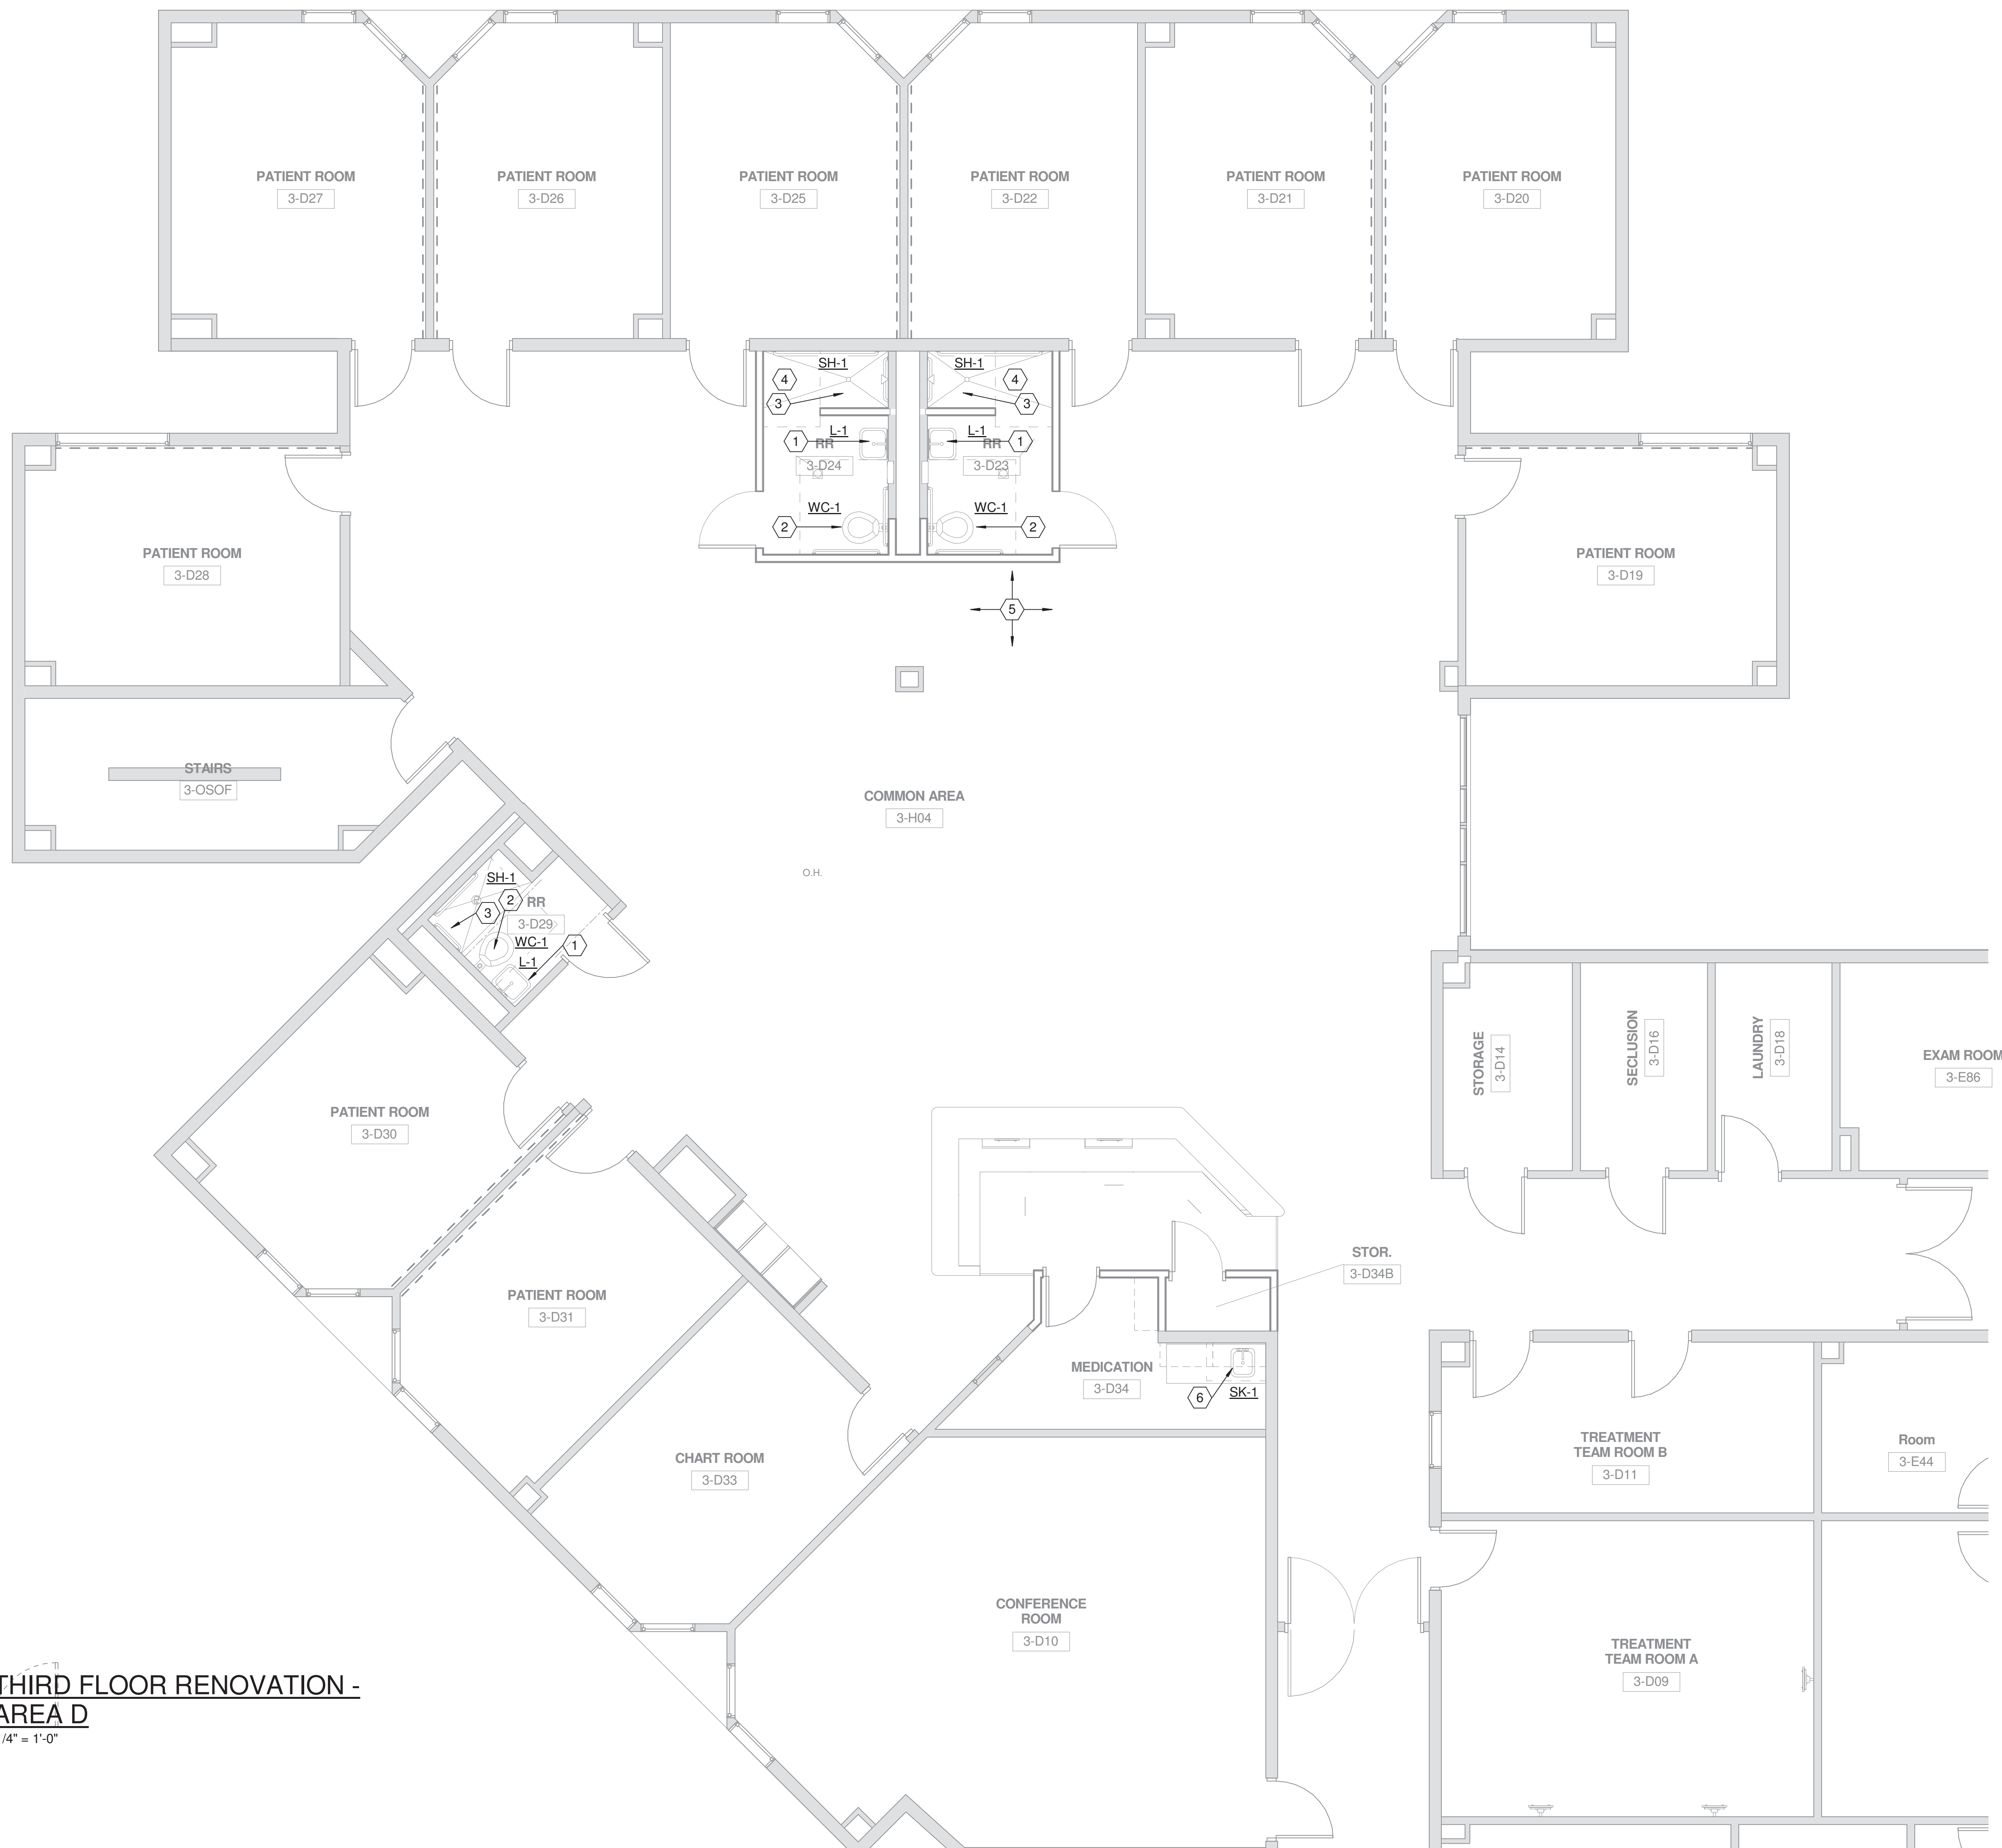 PATIENT ROOM
3-D27
PATIENT ROOM
3-D26
PATIENT ROOM
3-D25
PATIENT ROOM
3-D22
PATIENT ROOM
3-D21
PATIENT ROOM
3-D20
SH-1
4
3
L-1
1
RR
3-D24
WC-1
2
SH-1
4
3
L-1
1
RR
3-D23
WC-1
2
5
PATIENT ROOM
3-D28
PATIENT ROOM
3-D19
STAIRS
3-OSOF
COMMON AREA
3-H04
O.H.
SH-1
2
RR
3
3-D29
WC-1
1
L-1
STORAGE
3-D14
SECLUSION
3-D16
LAUNDRY
3-D18
EXAM ROOM
3-E86
PATIENT ROOM
3-D30
STOR.
3-D34B
PATIENT ROOM
3-D31
MEDICATION
3-D34
6
SK-1
CHART ROOM
3-D33
TREATMENT
TEAM ROOM B
3-D11
Room
3-E44
CONFERENCE
ROOM
3-D10
TREATMENT
TEAM ROOM A
3-D09
THIRD FLOOR RENOVATION -
AREA D
/4" = 1'-0"